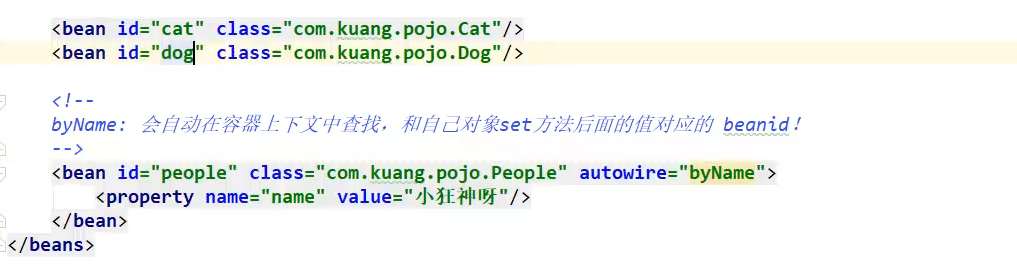 <bean id="cat" class="com.kuang.pojo.Cat"/>
<bean id="dog" class="com.kuang.pojo.Dog"/>
<!--
byName: 会自动在容器上下文中查找，和自己对象set方法后面的值对应的 beanid！
-->
<bean id="people" class="com.kuang.pojo.People" autowire="byName">
<property name="name" value="小狂神呀"/>
</bean>
</beans>